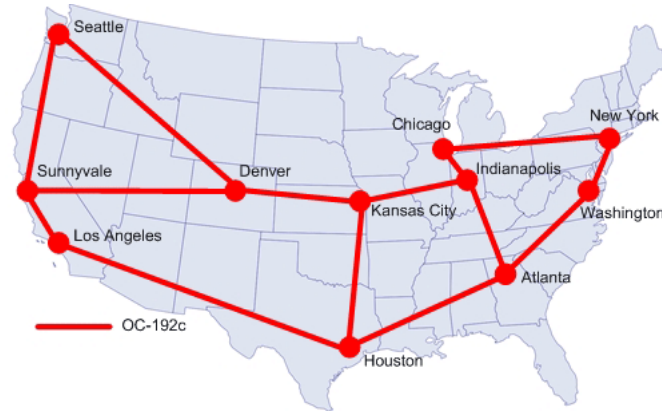 Seattle
New York
Chicago
Sunnyvale
Denver
Indianapolis
Kansas City
Washington
Los Angeles
Atlanta
OC-192c
Houston